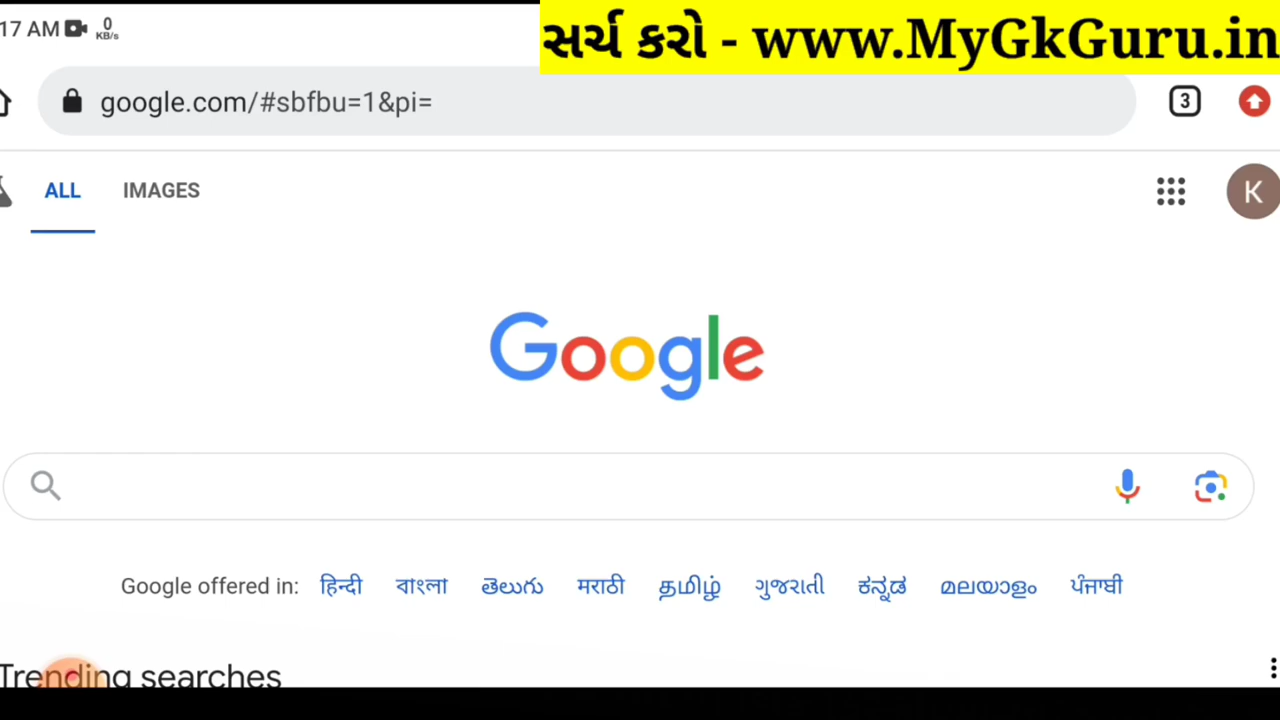 17 AM 0 KB/s
સર્ચ કરો - www.MyGkGuru.in
google.com/#sbfbu=1&pi=
3
ALL IMAGES
K
Google
Google offered in: हिन्दी বাংলা తెలుగు मराठी தமிழ் ગુજરાતી ಕನ್ನಡ മലയാളം ਪੰਜਾਬੀ
Trending searches